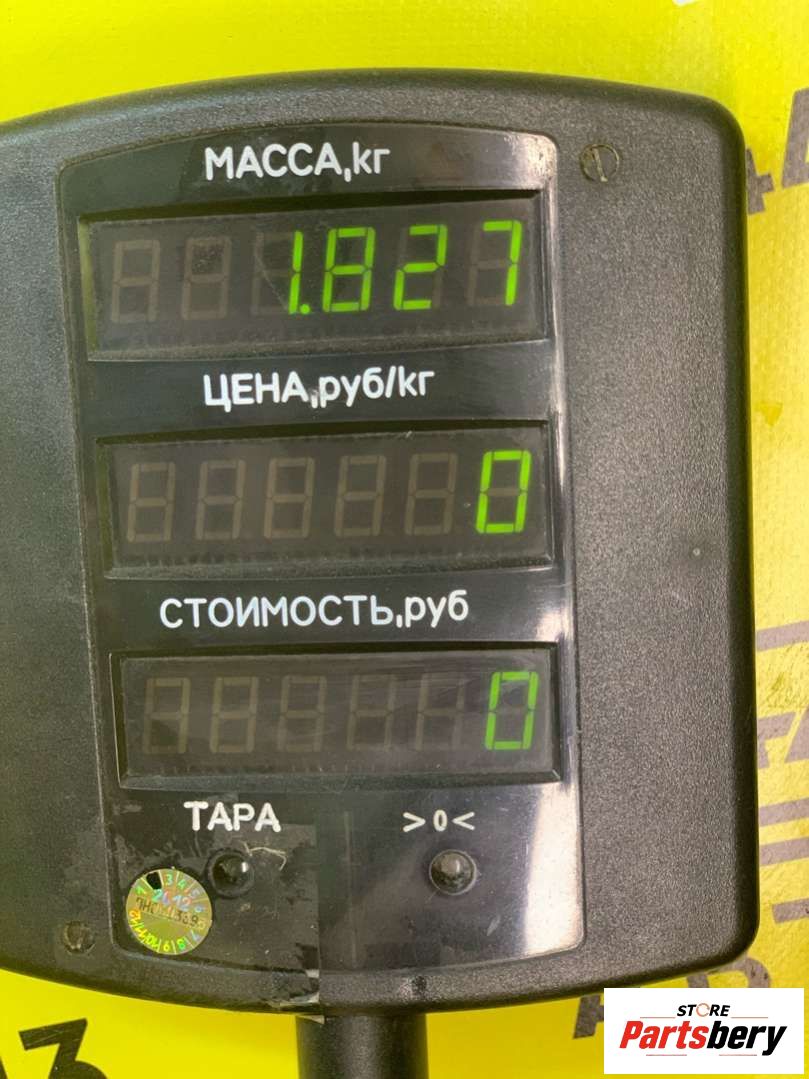 МАССА,кг
1.827
ЦЕНА,руб/кг
0
СТОИМОСТЬ,руб
0
ТАРА >0<
STORE
Partsbery